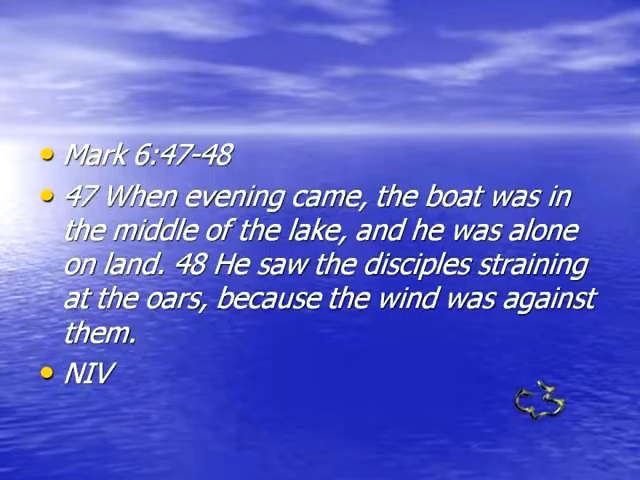 Mark 6:47-48
47 When evening came, the boat was in
the middle of the lake, and he was alone
on land. 48 He saw the disciples straining
at the oars, because the wind was against
them.
NIV